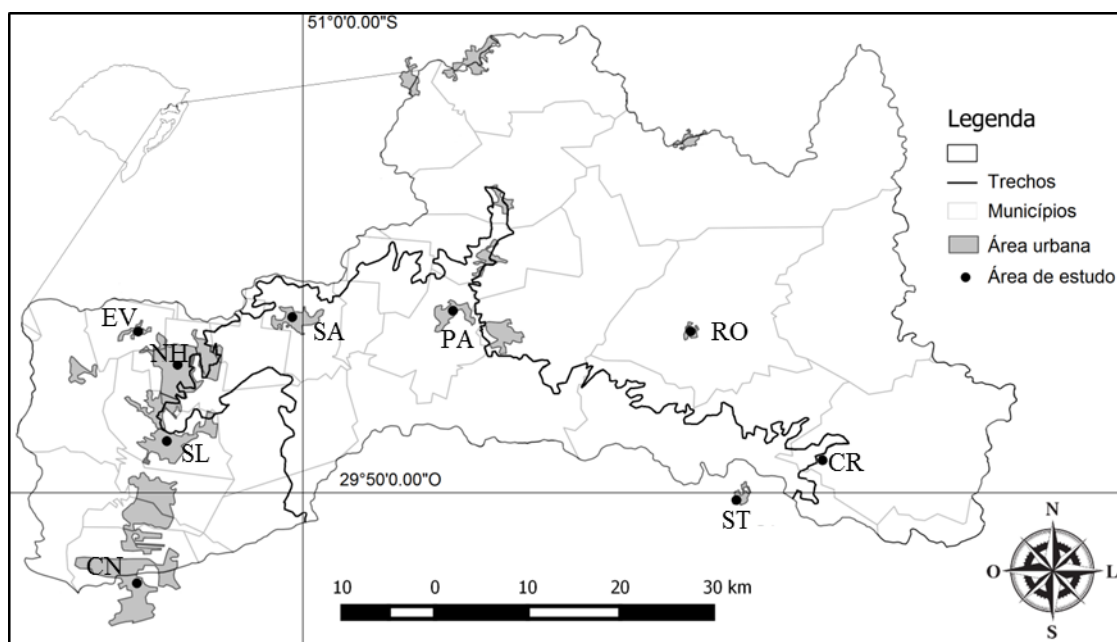 51°0'0.00"S
Legenda
Trechos
Municípios
Área urbana
Área de estudo
EV
NH
SA
PA
RO
SL
CR
29°50'0.00"O
ST
CN
10 0 10 20 30 km
N
O L
S